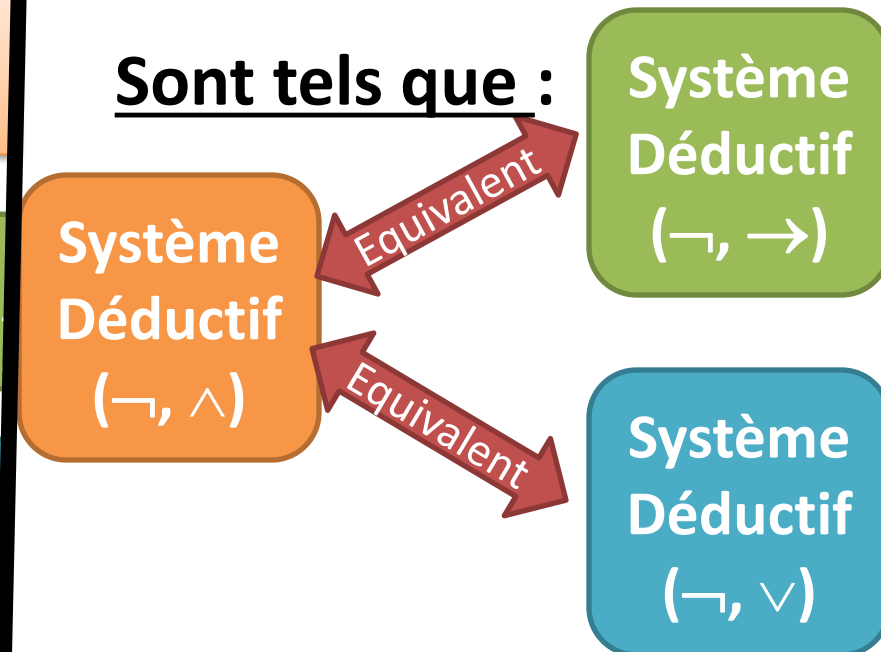 Sont tels que :
Système
Déductif
(¬, →)
Equivalent
Système
Déductif
(¬, ∧)
Equivalent
Système
Déductif
(¬, ∨)